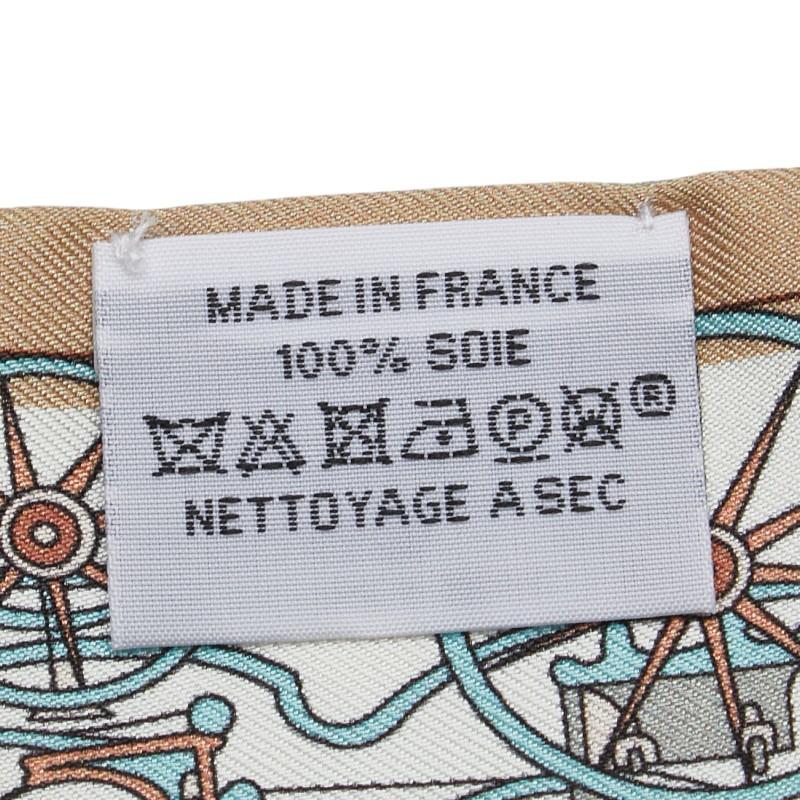 MADE IN FRANCE
100% SOIE
P W ®
NETTOYAGE A SEC